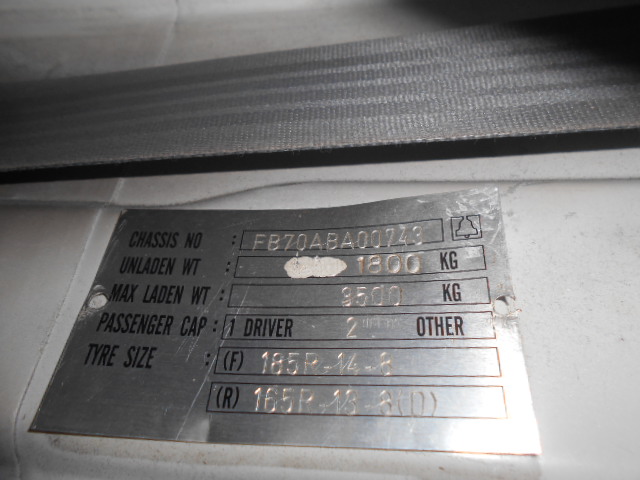 CHASSIS NO : FB70ABA00743
UNLADEN WT : 1800 KG
MAX LADEN WT : 3500 KG
PASSENGER CAP : 1 DRIVER 2 OTHER
TYRE SIZE : (F) 185R-14-8
(R) 165R-13-8(D)